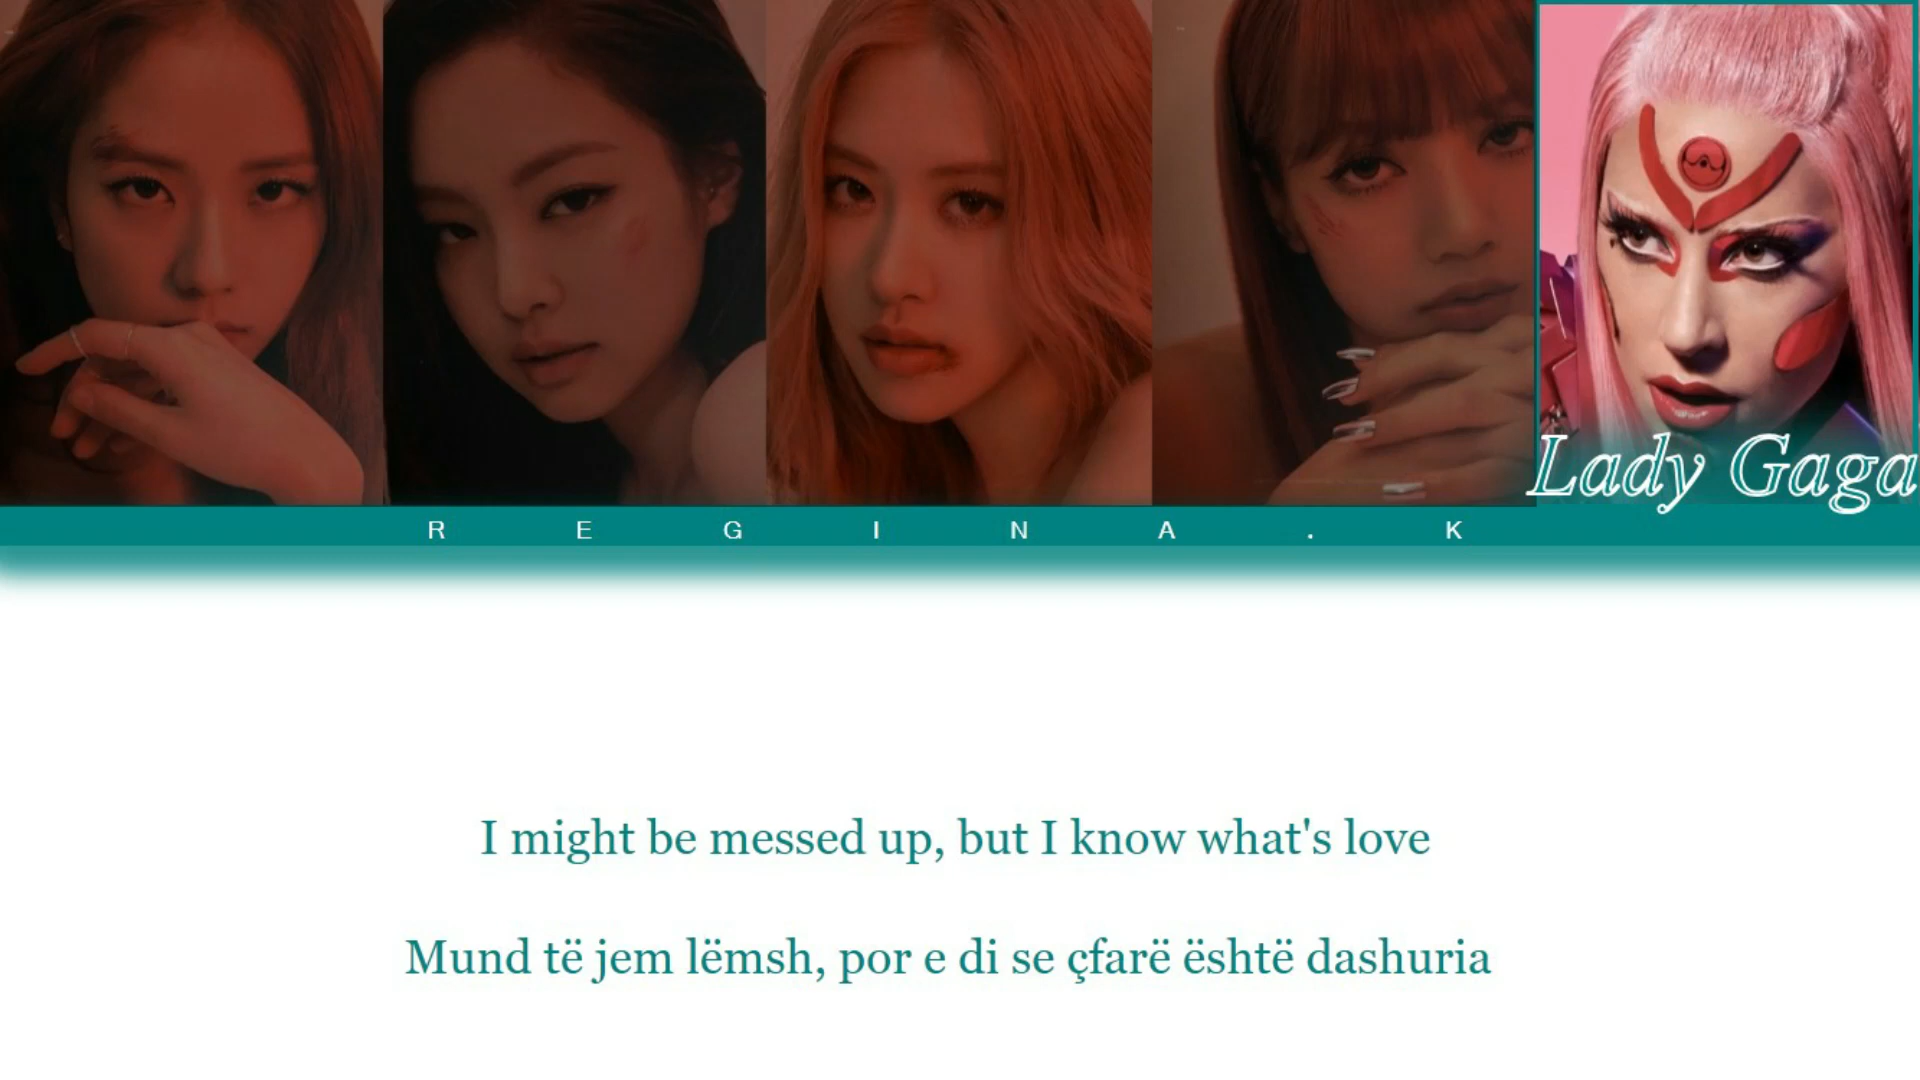 Lady Gaga
R E G I N A . K
I might be messed up, but I know what's love
Mund të jem lëmsh, por e di se çfarë është dashuria